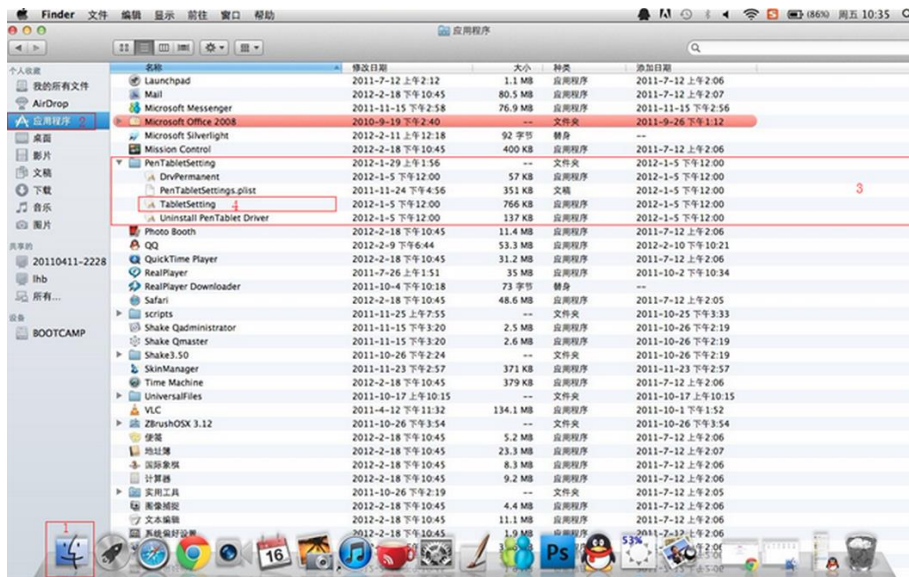 Finder 文件 编辑 显示 前往 窗口 帮助 (86%) 周五 10:35
应用程序
个人收藏
我的所有文件
AirDrop
应用程序 2
桌面
影片
文稿
下载
音乐
图片
共享的
20110411-2228
lhb
所有...
设备
BOOTCAMP
名称 修改日期 大小 种类 添加日期
Launchpad 2011-7-12 上午2:12 1.1 MB 应用程序 2011-7-12 上午2:06
Mail 2012-2-18 下午10:45 80.5 MB 应用程序 2011-7-12 上午2:07
Microsoft Messenger 2011-11-15 下午2:58 76.9 MB 应用程序 2011-11-15 下午2:56
Microsoft Office 2008 2010-9-19 下午2:40 -- 文件夹 2011-9-26 下午1:12
Microsoft Silverlight 2012-2-11 上午12:18 92 字节 替身 --
Mission Control 2012-2-18 下午10:45 400 KB 应用程序 2011-7-12 上午2:06
PenTabletSetting 2012-1-29 上午1:56 -- 文件夹 2012-1-5 下午12:00
DrvPermanent 2012-1-5 下午12:00 57 KB 应用程序 2012-1-5 下午12:00
PenTabletSettings.plist 2011-11-24 下午4:56 351 KB 文稿 2012-1-5 下午12:00 3
TabletSetting 4 2012-1-5 下午12:00 766 KB 应用程序 2012-1-5 下午12:00
Uninstall PenTablet Driver 2012-1-5 下午12:00 137 KB 应用程序 2012-1-5 下午12:00
Photo Booth 2012-2-18 下午10:45 11.4 MB 应用程序 2011-7-12 上午2:06
QQ 2012-2-9 下午6:44 53.3 MB 应用程序 2012-2-10 下午10:21
QuickTime Player 2012-2-18 下午10:45 31.2 MB 应用程序 2011-7-12 上午2:06
RealPlayer 2011-7-26 上午1:51 35 MB 应用程序 2011-10-2 下午10:34
RealPlayer Downloader 2011-10-4 下午10:18 73 字节 替身 --
Safari 2012-2-18 下午10:45 48.6 MB 应用程序 2011-7-12 上午2:05
scripts 2011-11-25 上午7:55 -- 文件夹 2011-10-25 下午3:33
Shake Qadministrator 2011-11-15 下午3:20 2.5 MB 应用程序 2011-10-26 下午2:19
Shake Qmaster 2011-11-15 下午3:20 2.6 MB 应用程序 2011-10-26 下午2:19
Shake3.50 2011-10-26 下午2:24 -- 文件夹 2011-10-26 下午2:19
SkinManager 2011-11-23 下午2:57 371 KB 应用程序 2011-11-23 下午2:57
Time Machine 2012-2-18 下午10:45 379 KB 应用程序 2011-7-12 上午2:06
UniversalFiles 2011-10-17 上午10:15 -- 文件夹 2011-10-17 上午10:15
VLC 2011-4-12 下午11:32 134.1 MB 应用程序 2011-10-1 下午1:52
ZBrushOSX 3.12 2011-10-26 下午3:54 -- 文件夹 2011-10-26 下午3:54
便笺 2012-2-18 下午10:45 5.2 MB 应用程序 2011-7-12 上午2:06
地址簿 2012-2-18 下午10:45 23.3 MB 应用程序 2011-7-12 上午2:07
国际象棋 2012-2-18 下午10:45 8.3 MB 应用程序 2011-7-12 上午2:06
计算器 2012-2-18 下午10:45 9.2 MB 应用程序 2011-7-12 上午2:06
实用工具 2011-10-26 下午2:19 -- 文件夹 2011-7-12 上午2:05
图像捕捉 2012-2-18 下午10:45 4.4 MB 应用程序 2011-7-12 上午2:06
文本编辑 2012-2-18 下午10:45 11.1 MB 应用程序 2011-7-12 上午2:06
系统偏好设置 2012-2-18 下午10:45 1.9 MB
1
16
Ps
53%